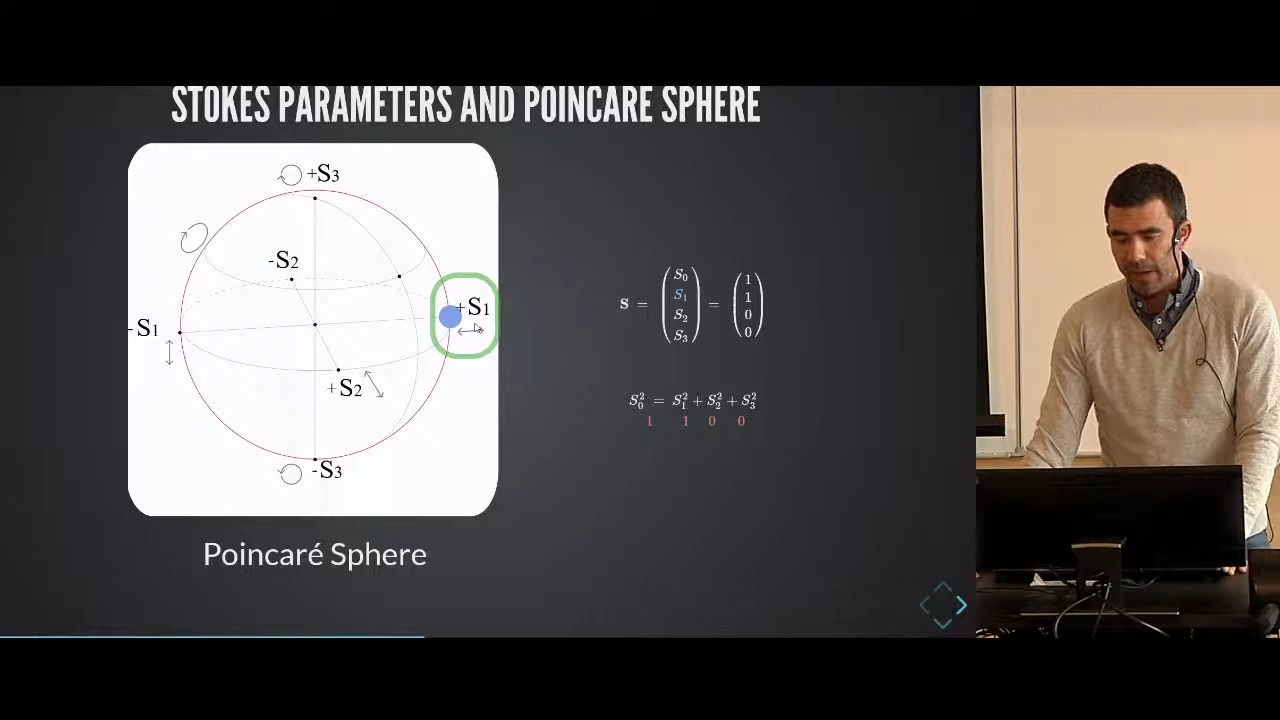 STOKES PARAMETERS AND POINCARE SPHERE
+S3
-S2
+S1
-S1
+S2
-S3
Poincaré Sphere
S = (S0 S1 S2 S3) = (1 1 0 0)
S0² = S1² + S2² + S3²
1 1 0 0